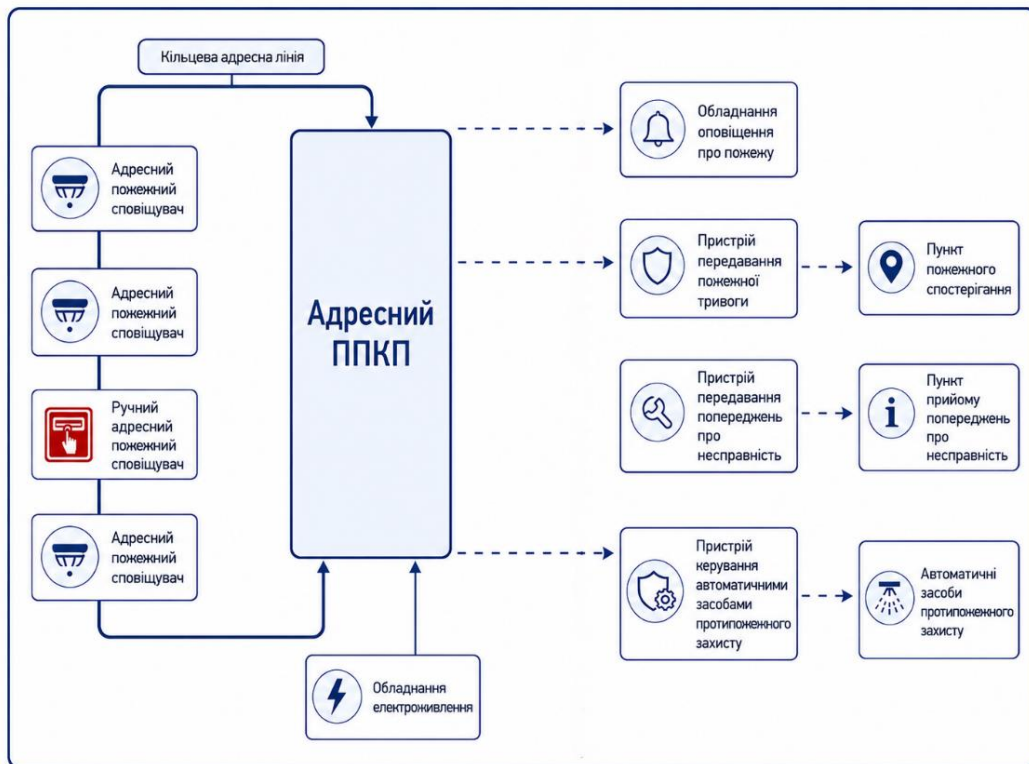 Кільцева адресна лінія
Адресний
пожежний
сповіщувач
Адресний
пожежний
сповіщувач
Ручний
адресний
пожежний
сповіщувач
Адресний
пожежний
сповіщувач
Адресний
ППКП
Обладнання
електроживлення
Обладнання
оповіщення
про пожежу
Пристрій
передавання
пожежної
тривоги
Пункт
пожежного
спостерігання
Пристрій
передавання
попереджень
про
несправність
Пункт
прийому
попереджень
про
несправність
Пристрій
керування
автоматичними
засобами
протипожежного
захисту
Автоматичні
засоби
протипожежного
захисту